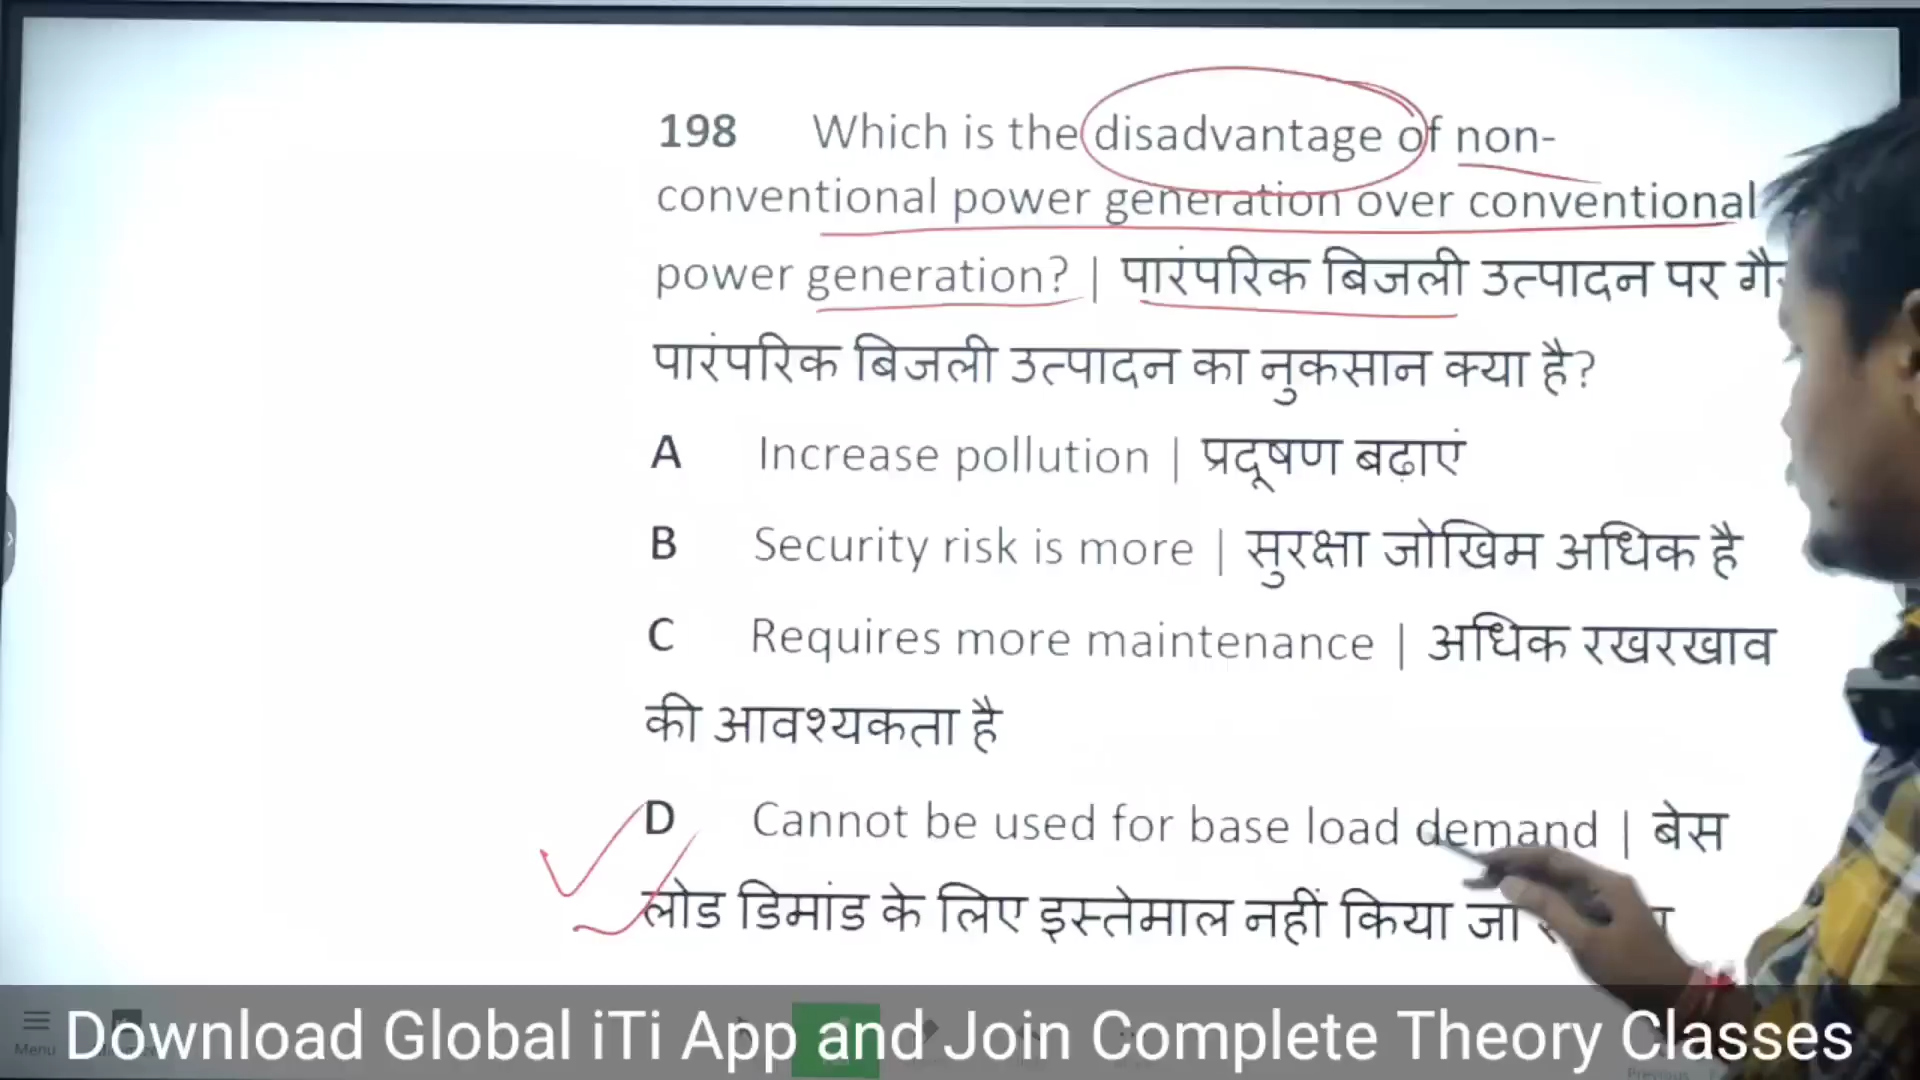 198 Which is the disadvantage of non-
conventional power generation over conventional
power generation? | पारंपरिक बिजली उत्पादन पर
पारंपरिक बिजली उत्पादन का नुकसान क्या है?
A Increase pollution | प्रदूषण बढ़ाएं
B Security risk is more | सुरक्षा जोखिम अधिक है
C Requires more maintenance | अधिक रखरखाव
की आवश्यकता है
D Cannot be used for base load demand | बेस
लोड डिमांड के लिए इस्तेमाल नहीं किया जा
Menu
Download Global iTi App and Join Complete Theory Classes